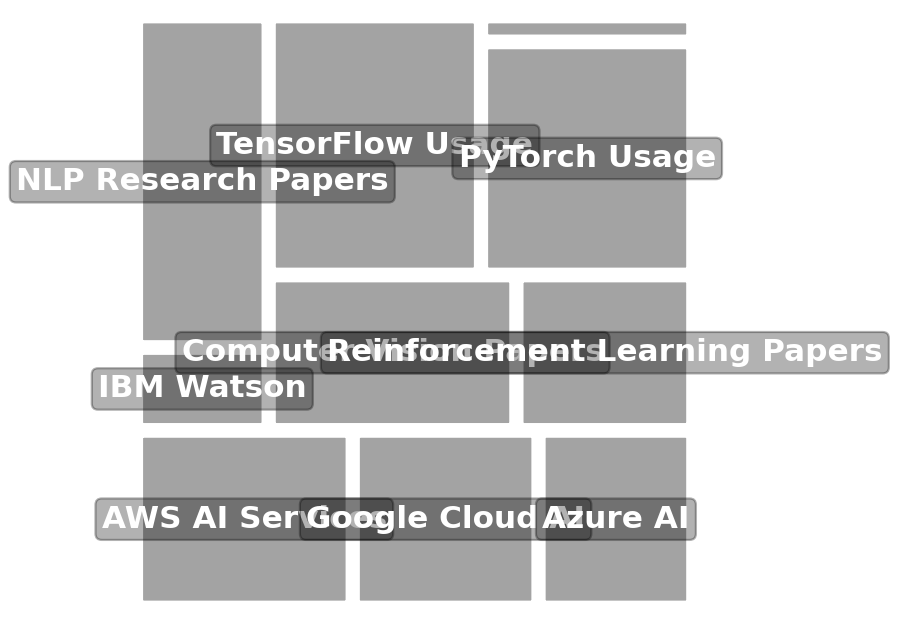 TensorFlow Usage
PyTorch Usage
NLP Research Papers
Computer Vision Papers
Reinforcement Learning Papers
IBM Watson
AWS AI Services
Google Cloud AI
Azure AI